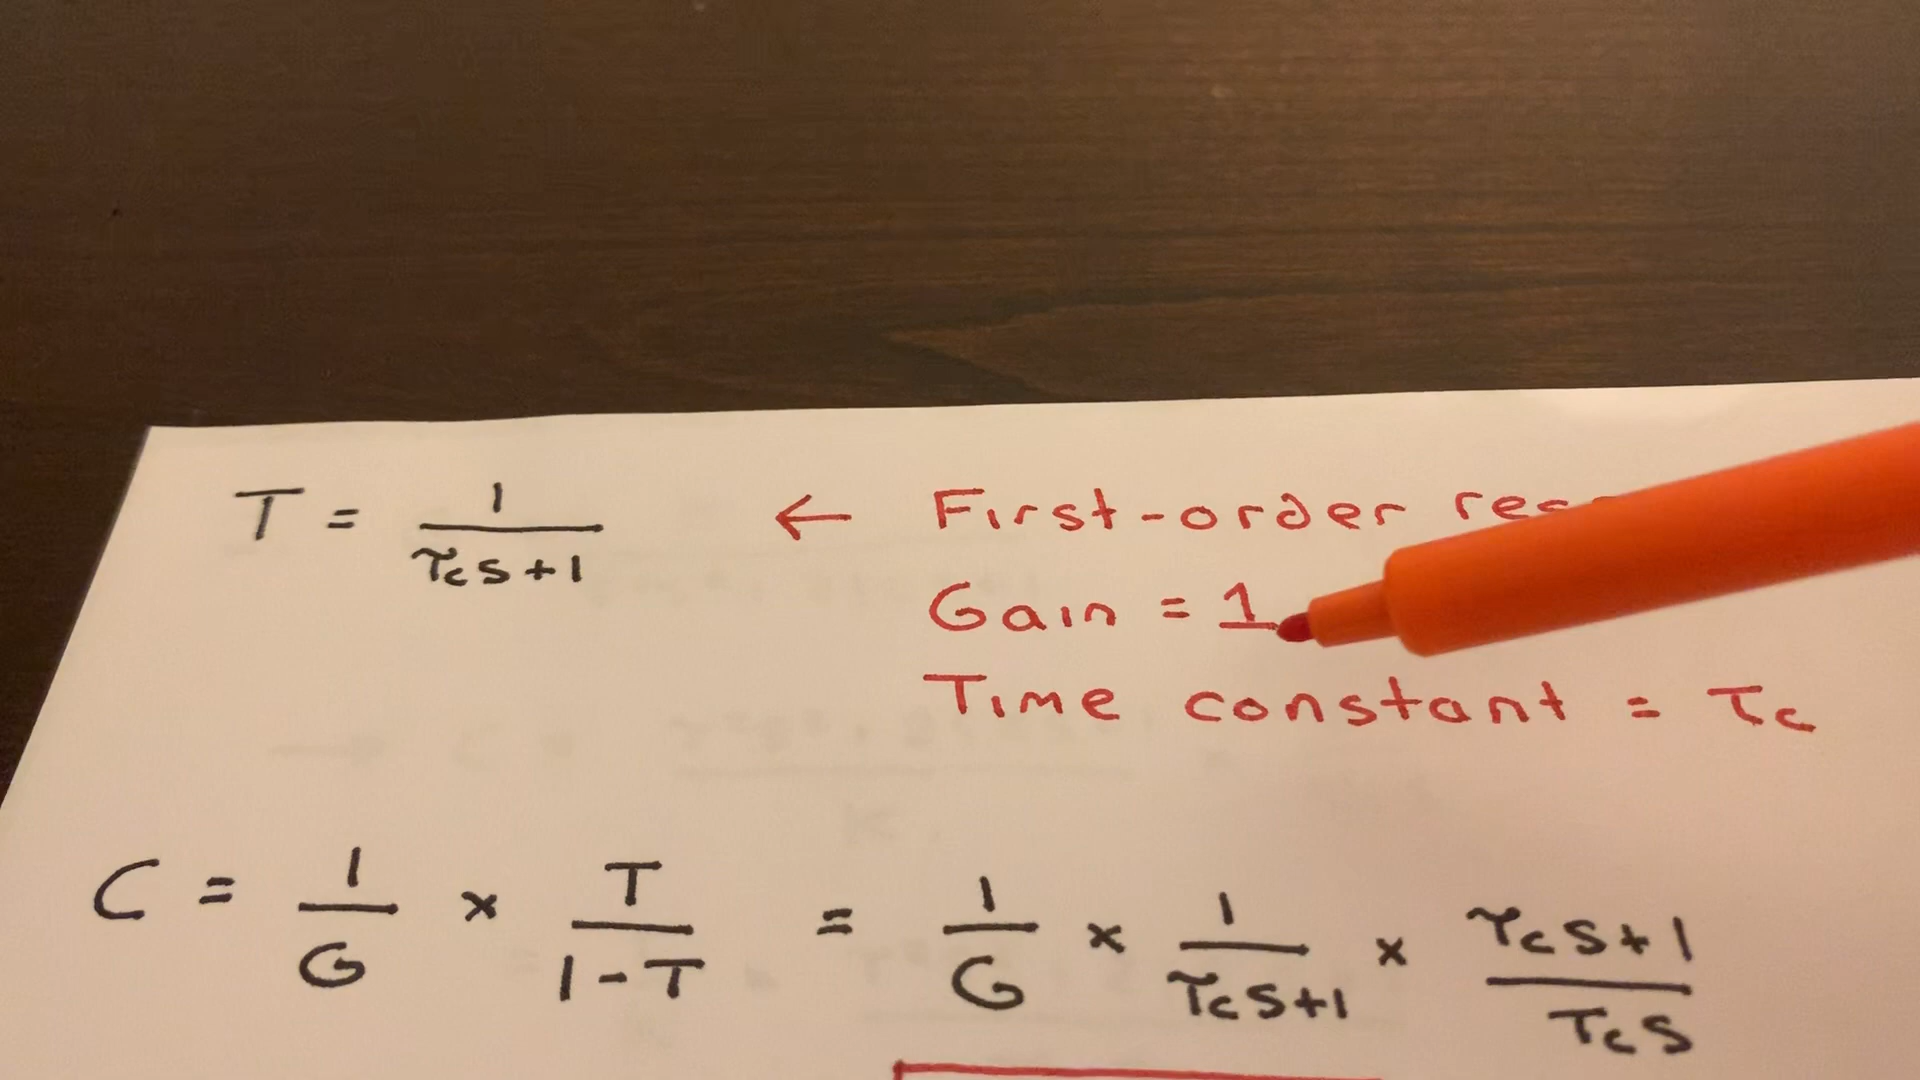 T = 1/(τcs+1) ← First-order
Gain = 1
Time constant = τc
C = 1/G × T/(1-T) = 1/G × 1/(τcs+1) × (τcs+1)/(τcs)